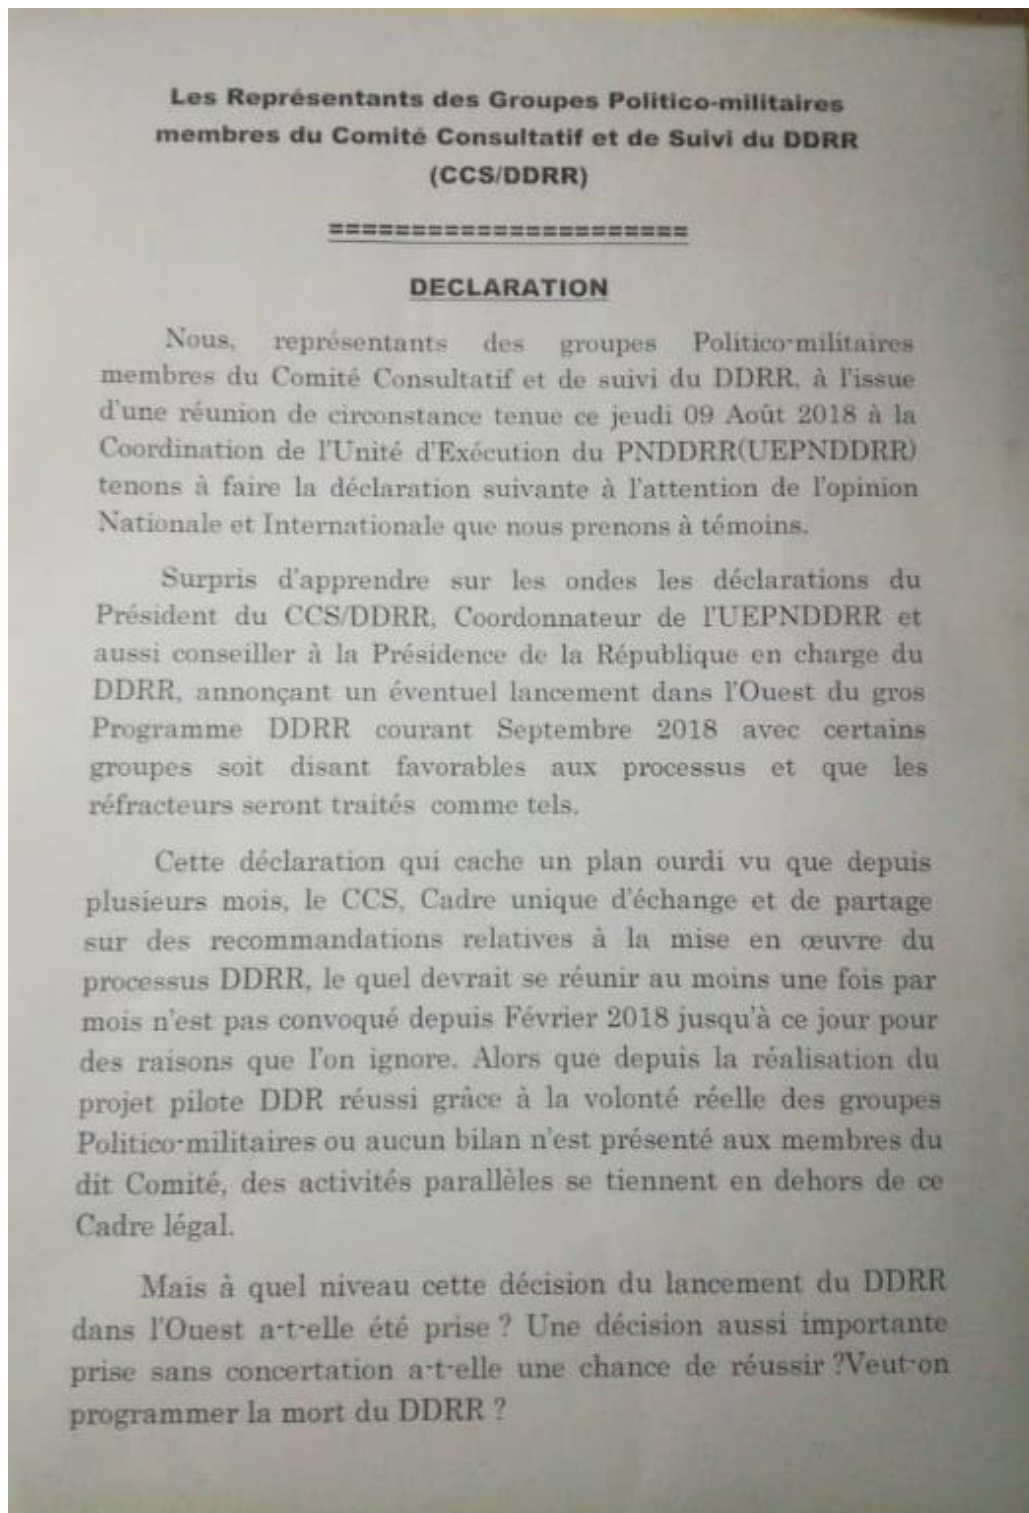 Les Représentants des Groupes Politico-militaires
membres du Comité Consultatif et de Suivi du DDRR
(CCS/DDRR)
======================
DECLARATION
Nous, représentants des groupes Politico-militaires
membres du Comité Consultatif et de suivi du DDRR, à l'issue
d'une réunion de circonstance tenue ce jeudi 09 Août 2018 à la
Coordination de l'Unité d'Exécution du PNDDRR(UEPNDDRR)
tenons à faire la déclaration suivante à l'attention de l'opinion
Nationale et Internationale que nous prenons à témoins.
Surpris d'apprendre sur les ondes les déclarations du
Président du CCS/DDRR, Coordonnateur de l'UEPNDDRR et
aussi conseiller à la Présidence de la République en charge du
DDRR, annonçant un éventuel lancement dans l'Ouest du gros
Programme DDRR courant Septembre 2018 avec certains
groupes soit disant favorables aux processus et que les
réfracteurs seront traités comme tels.
Cette déclaration qui cache un plan ourdi vu que depuis
plusieurs mois, le CCS, Cadre unique d'échange et de partage
sur des recommandations relatives à la mise en œuvre du
processus DDRR, le quel devrait se réunir au moins une fois par
mois n'est pas convoqué depuis Février 2018 jusqu'à ce jour pour
des raisons que l'on ignore. Alors que depuis la réalisation du
projet pilote DDR réussi grâce à la volonté réelle des groupes
Politico-militaires ou aucun bilan n'est présenté aux membres du
dit Comité, des activités parallèles se tiennent en dehors de ce
Cadre légal.
Mais à quel niveau cette décision du lancement du DDRR
dans l'Ouest a-t-elle été prise ? Une décision aussi importante
prise sans concertation a-t-elle une chance de réussir ?Veut-on
programmer la mort du DDRR ?